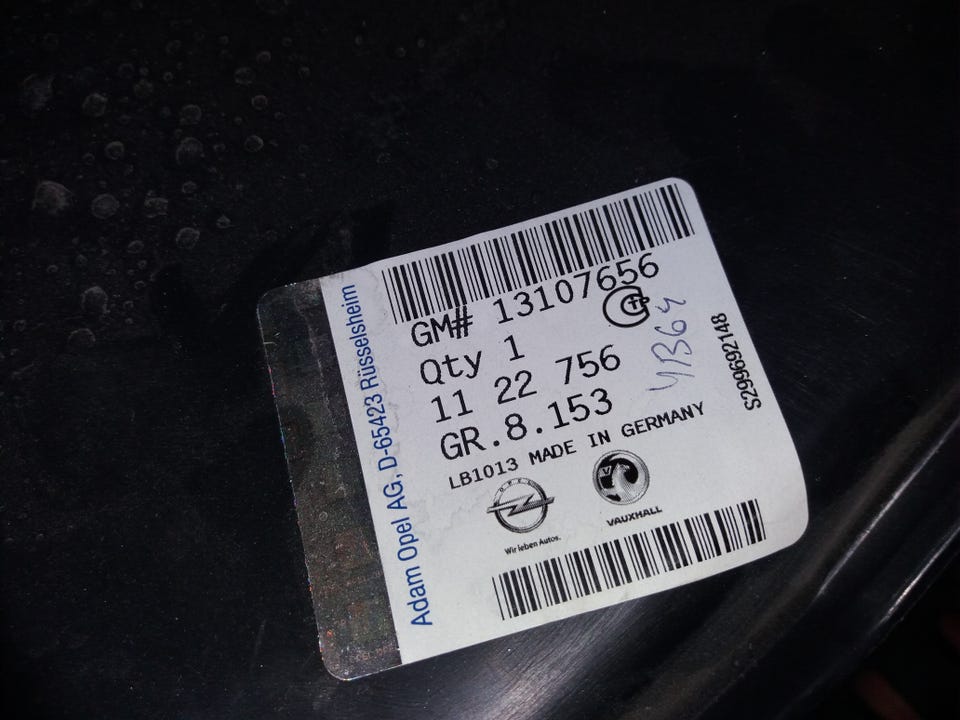 GM# 13107656
Qty 1
11 22 756
GR.8.153
LB1013 MADE IN GERMANY
OPEL
Wir leben Autos.
VAUXHALL
Adam Opel AG, D-65423 Rüsselsheim
S299692148